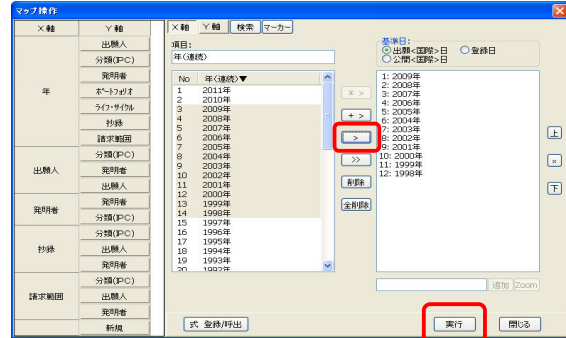 マップ操作
X軸 Y軸
年
出願人
分類(IPC)
発明者
ポートフォリオ
ライフ・サイクル
抄録
請求範囲
出願人
分類(IPC)
発明者
出願人
発明者
発明者
分類(IPC)
抄録
分類(IPC)
出願人
発明者
請求範囲
分類(IPC)
出願人
発明者
新規
X軸 Y軸 検索 マーカー
項目:
年(連続)
No 年(連続)▼
1 2011年
2 2010年
3 2009年
4 2008年
5 2007年
6 2006年
7 2005年
8 2004年
9 2003年
10 2002年
11 2001年
12 2000年
13 1999年
14 1998年
15 1997年
16 1996年
17 1995年
18 1994年
19 1993年
20 1992年
x >
+ >
>
>>
削除
全削除
基準日:
出願<国際>日 登録日
公開<国際>日
1: 2009年
2: 2008年
3: 2007年
4: 2006年
5: 2005年
6: 2004年
7: 2003年
8: 2002年
9: 2001年
10: 2000年
11: 1999年
12: 1998年
上
×
下
追加 Zoom
式 登録/呼出
実行
閉じる